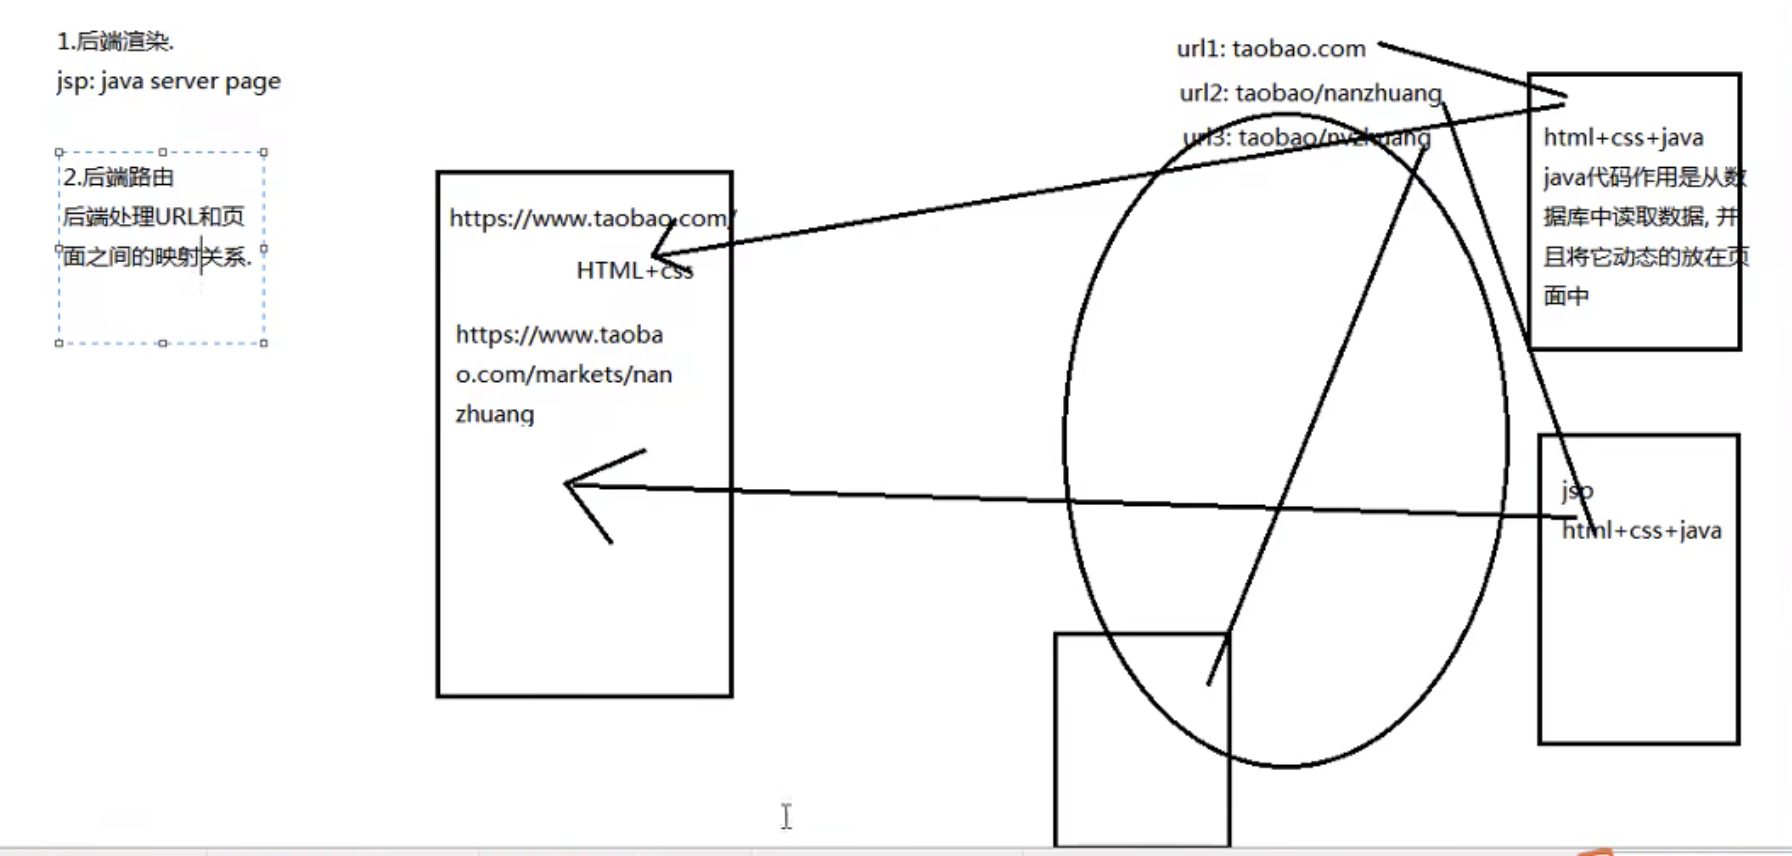 1.后端渲染.
jsp: java server page
2.后端路由
后端处理URL和页
面之间的映射关系.
https://www.taobao.com/
HTML+css
https://www.taoba
o.com/markets/nan
zhuang
url1: taobao.com
url2: taobao/nanzhuang
url3: taobao/nvzhuang
html+css+java
java代码作用是从数
据库中读取数据, 并
且将它动态的放在页
面中
jsp
html+css+java